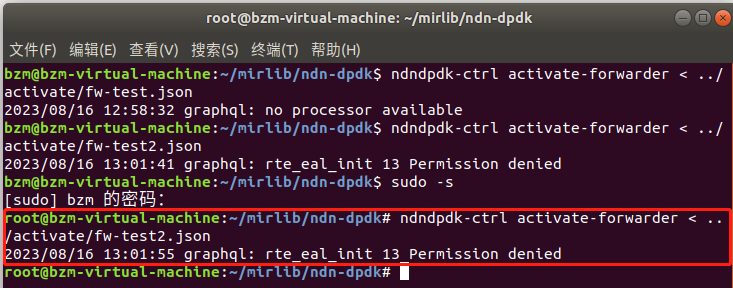 root@bzm-virtual-machine: ~/mirlib/ndn-dpdk
文件(F) 编辑(E) 查看(V) 搜索(S) 终端(T) 帮助(H)
bzm@bzm-virtual-machine:~/mirlib/ndn-dpdk$ ndndpdk-ctrl activate-forwarder < ../
activate/fw-test.json
2023/08/16 12:58:32 graphql: no processor available
bzm@bzm-virtual-machine:~/mirlib/ndn-dpdk$ ndndpdk-ctrl activate-forwarder < ../
activate/fw-test2.json
2023/08/16 13:01:41 graphql: rte_eal_init 13 Permission denied
bzm@bzm-virtual-machine:~/mirlib/ndn-dpdk$ sudo -s
[sudo] bzm 的密码：
root@bzm-virtual-machine:~/mirlib/ndn-dpdk# ndndpdk-ctrl activate-forwarder < ..
/activate/fw-test2.json
2023/08/16 13:01:55 graphql: rte_eal_init 13 Permission denied
root@bzm-virtual-machine:~/mirlib/ndn-dpdk#